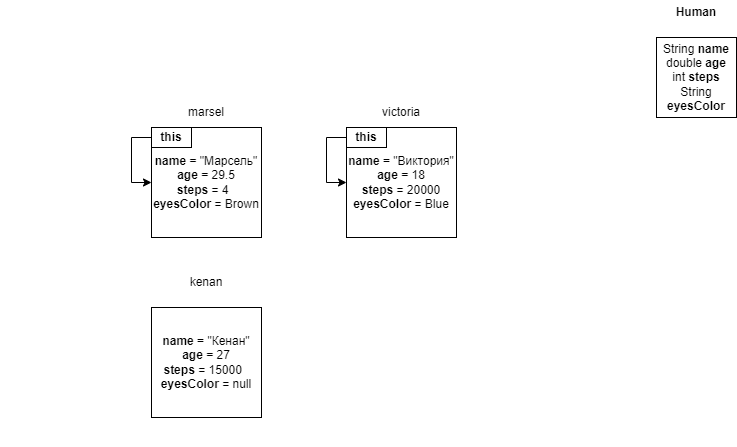 Human
String name
double age
int steps
String
eyesColor
marsel
this
name = "Марсель"
age = 29.5
steps = 4
eyesColor = Brown
victoria
this
name = "Виктория"
age = 18
steps = 20000
eyesColor = Blue
kenan
name = "Кенан"
age = 27
steps = 15000
eyesColor = null